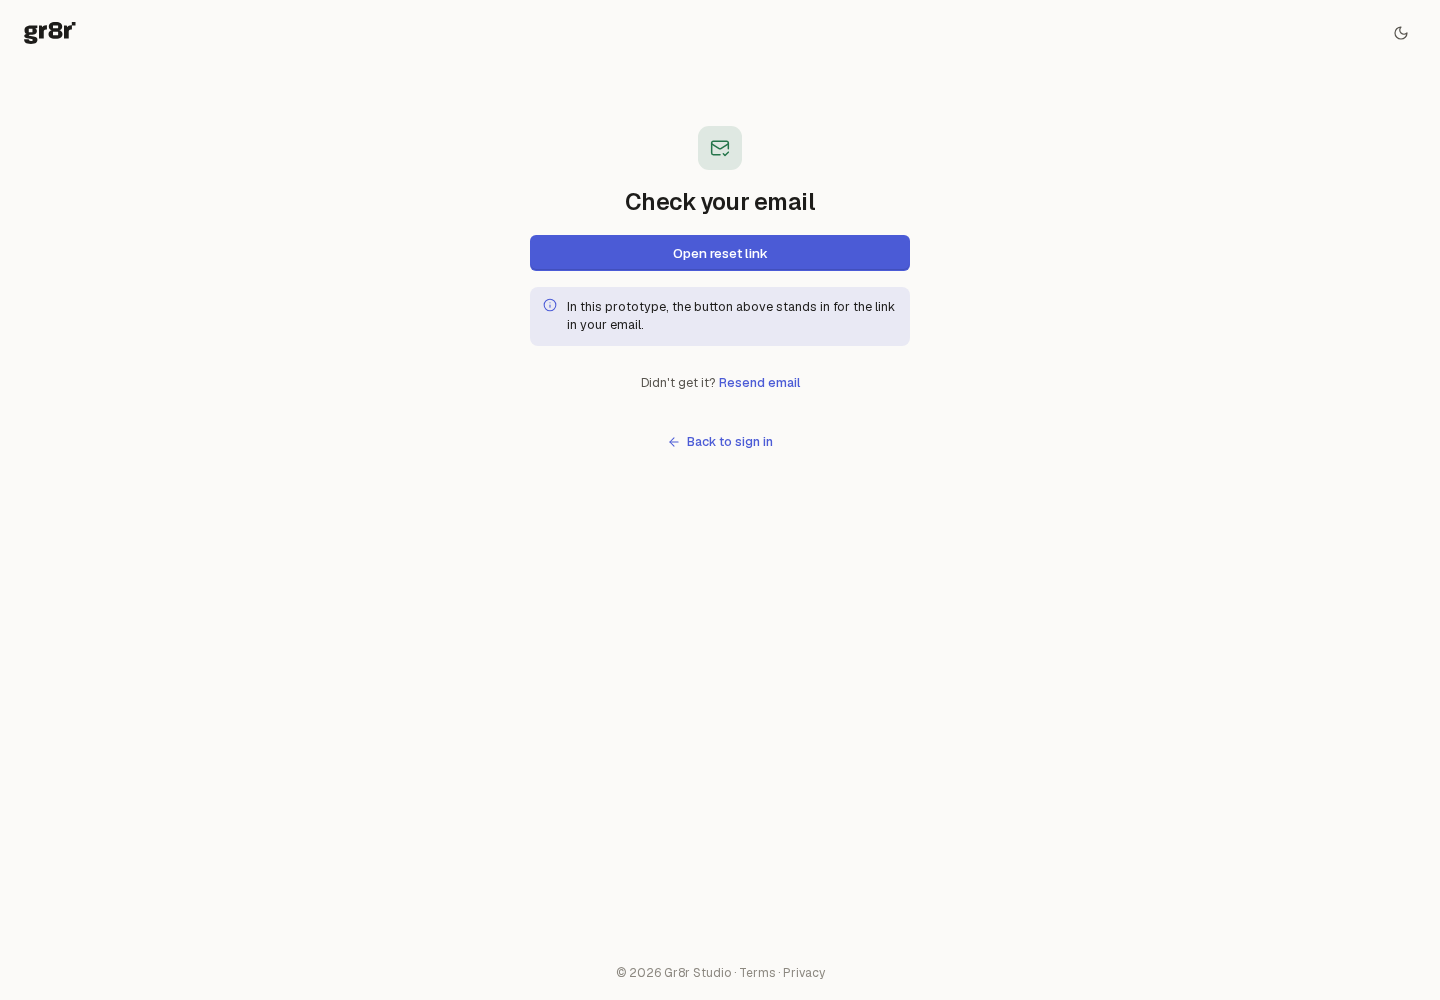 gr8r
Check your email
Open reset link
In this prototype, the button above stands in for the link
in your email.
Didn't get it? Resend email
Back to sign in
© 2026 Gr8r Studio · Terms · Privacy